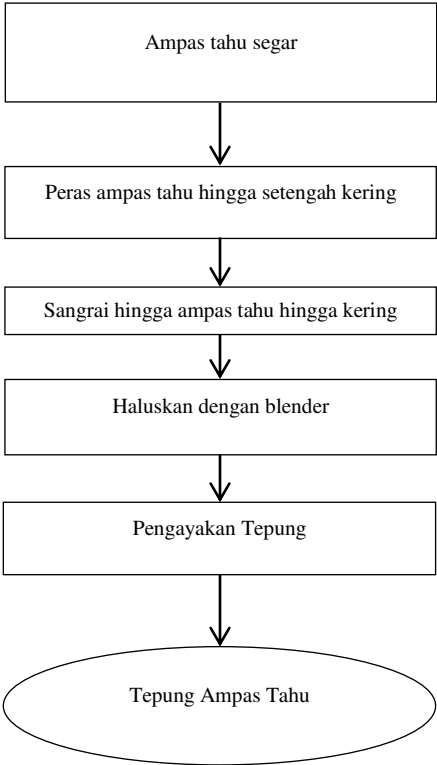 Ampas tahu segar
Peras ampas tahu hingga setengah kering
Sangrai hingga ampas tahu hingga kering
Haluskan dengan blender
Pengayakan Tepung
Tepung Ampas Tahu